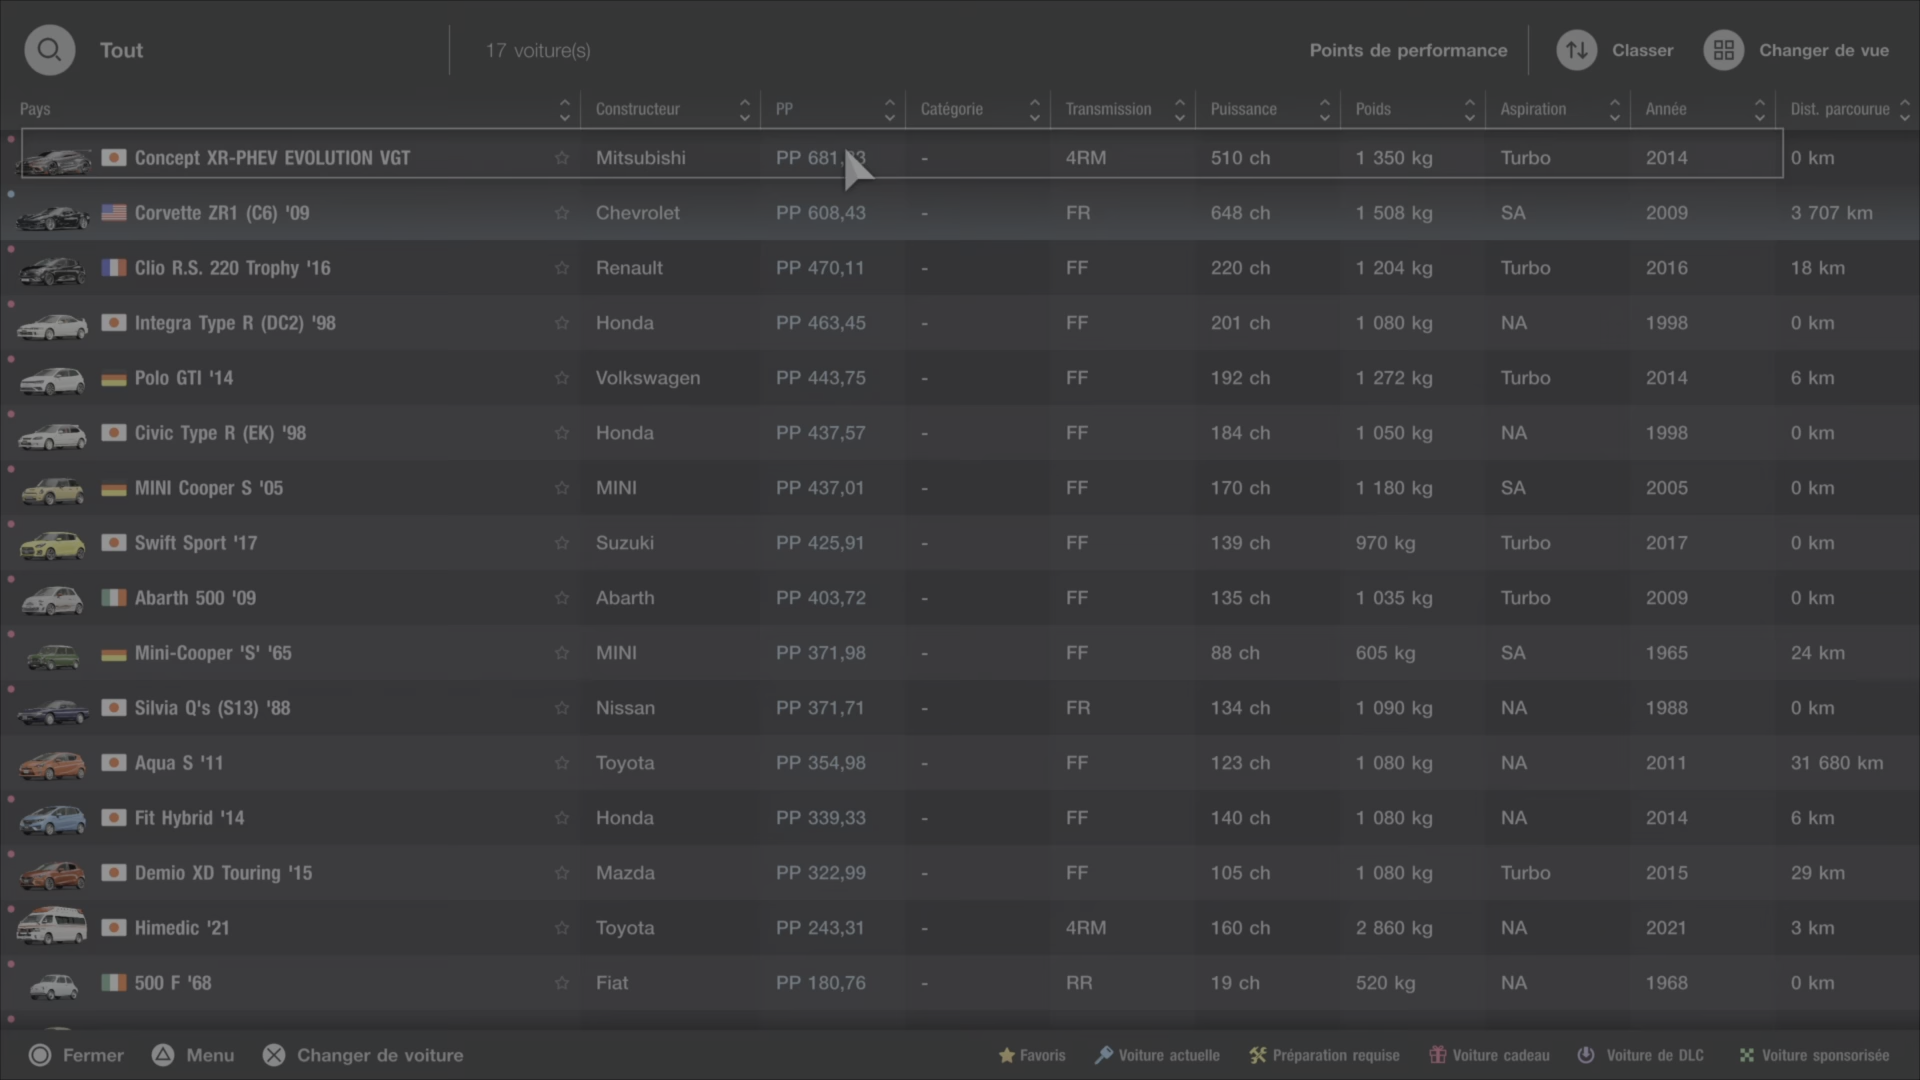 Tout 17 voiture(s) Points de performance Classer Changer de vue
Pays Constructeur PP Catégorie Transmission Puissance Poids Aspiration Année Dist. parcourue
Concept XR-PHEV EVOLUTION VGT Mitsubishi PP 681, 3 - 4RM 510 ch 1 350 kg Turbo 2014 0 km
Corvette ZR1 (C6) '09 Chevrolet PP 608,43 - FR 648 ch 1 508 kg SA 2009 3 707 km
Clio R.S. 220 Trophy '16 Renault PP 470,11 - FF 220 ch 1 204 kg Turbo 2016 18 km
Integra Type R (DC2) '98 Honda PP 463,45 - FF 201 ch 1 080 kg NA 1998 0 km
Polo GTI '14 Volkswagen PP 443,75 - FF 192 ch 1 272 kg Turbo 2014 6 km
Civic Type R (EK) '98 Honda PP 437,57 - FF 184 ch 1 050 kg NA 1998 0 km
MINI Cooper S '05 MINI PP 437,01 - FF 170 ch 1 180 kg SA 2005 0 km
Swift Sport '17 Suzuki PP 425,91 - FF 139 ch 970 kg Turbo 2017 0 km
Abarth 500 '09 Abarth PP 403,72 - FF 135 ch 1 035 kg Turbo 2009 0 km
Mini-Cooper 'S' '65 MINI PP 371,98 - FF 88 ch 605 kg SA 1965 24 km
Silvia Q's (S13) '88 Nissan PP 371,71 - FR 134 ch 1 090 kg NA 1988 0 km
Aqua S '11 Toyota PP 354,98 - FF 123 ch 1 080 kg NA 2011 31 680 km
Fit Hybrid '14 Honda PP 339,33 - FF 140 ch 1 080 kg NA 2014 6 km
Demio XD Touring '15 Mazda PP 322,99 - FF 105 ch 1 080 kg Turbo 2015 29 km
Himedic '21 Toyota PP 243,31 - 4RM 160 ch 2 860 kg NA 2021 3 km
500 F '68 Fiat PP 180,76 - RR 19 ch 520 kg NA 1968 0 km
Fermer Menu Changer de voiture Favoris Voiture actuelle Préparation requise Voiture cadeau Voiture de DLC Voiture sponsorisée